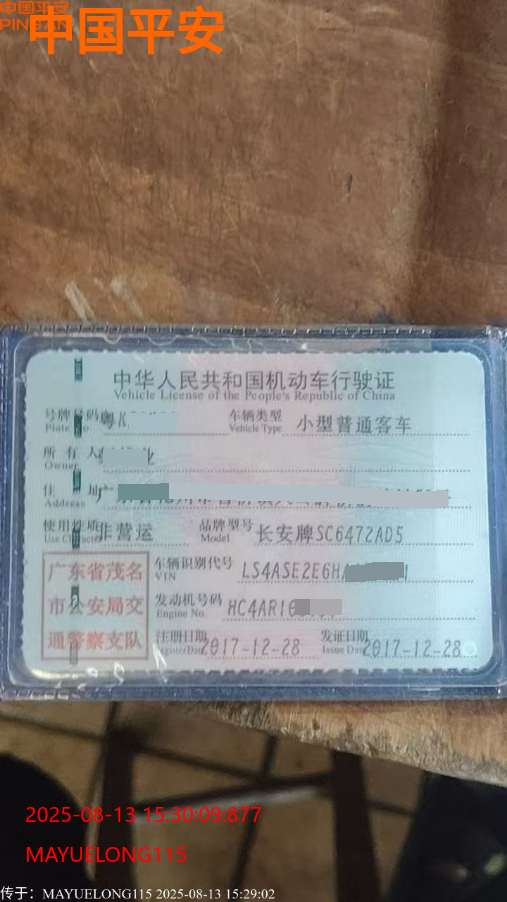 中国平安
PINGAN
中国平安
中华人民共和国机动车行驶证
Vehicle License of the People's Republic of China
号牌号码 粤K
Plate No.
车辆类型 小型普通客车
Vehicle Type
所有人 业
Owner
住址 广
Address
使用性质 非营运
Use Character
品牌型号 长安牌SC6472AD5
Model
广东省茂名
市公安局交
通警察支队
车辆识别代号 LS4ASE2E6H
VIN
发动机号码 HC4AR16
Engine No.
注册日期 2017-12-28
Register Date
发证日期 2017-12-28
Issue Date
2025-08-13 15:30:09:877
MAYUELONG115
传于：MAYUELONG115 2025-08-13 15:29:02